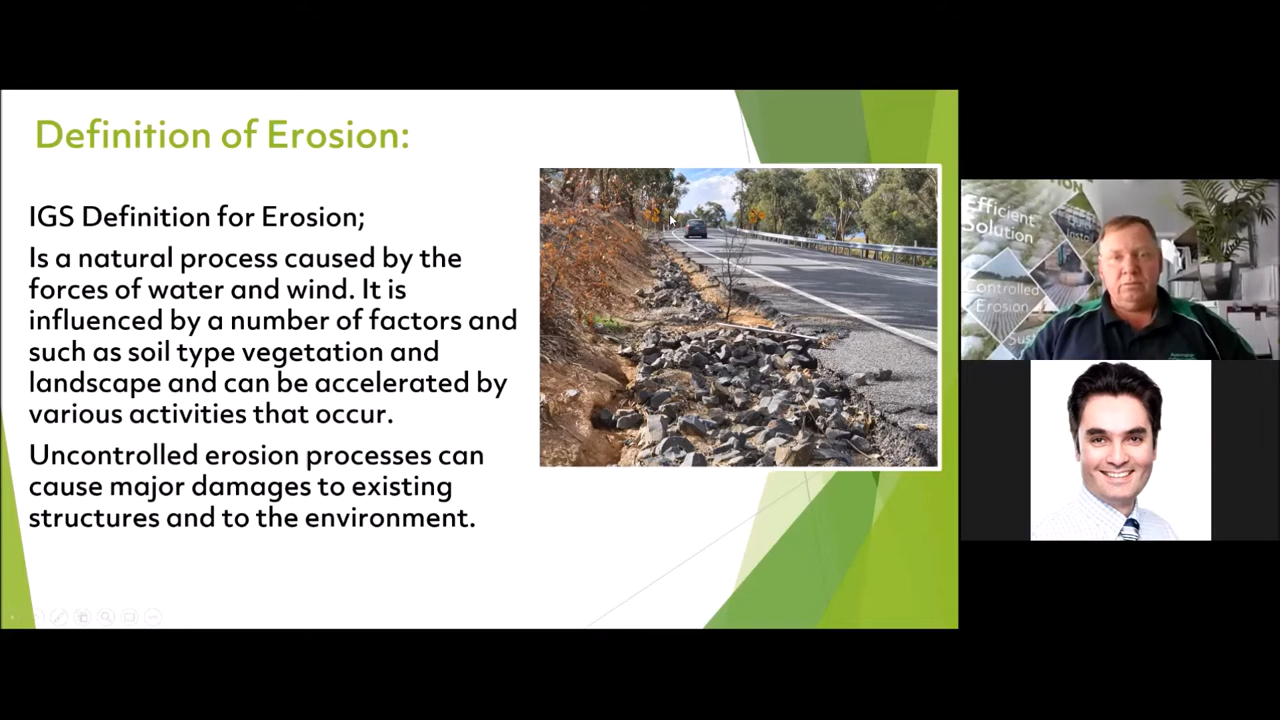 Definition of Erosion:
IGS Definition for Erosion;
Is a natural process caused by the
forces of water and wind. It is
influenced by a number of factors and
such as soil type vegetation and
landscape and can be accelerated by
various activities that occur.
Uncontrolled erosion processes can
cause major damages to existing
structures and to the environment.
Efficient
Solution
Controlled
Erosion